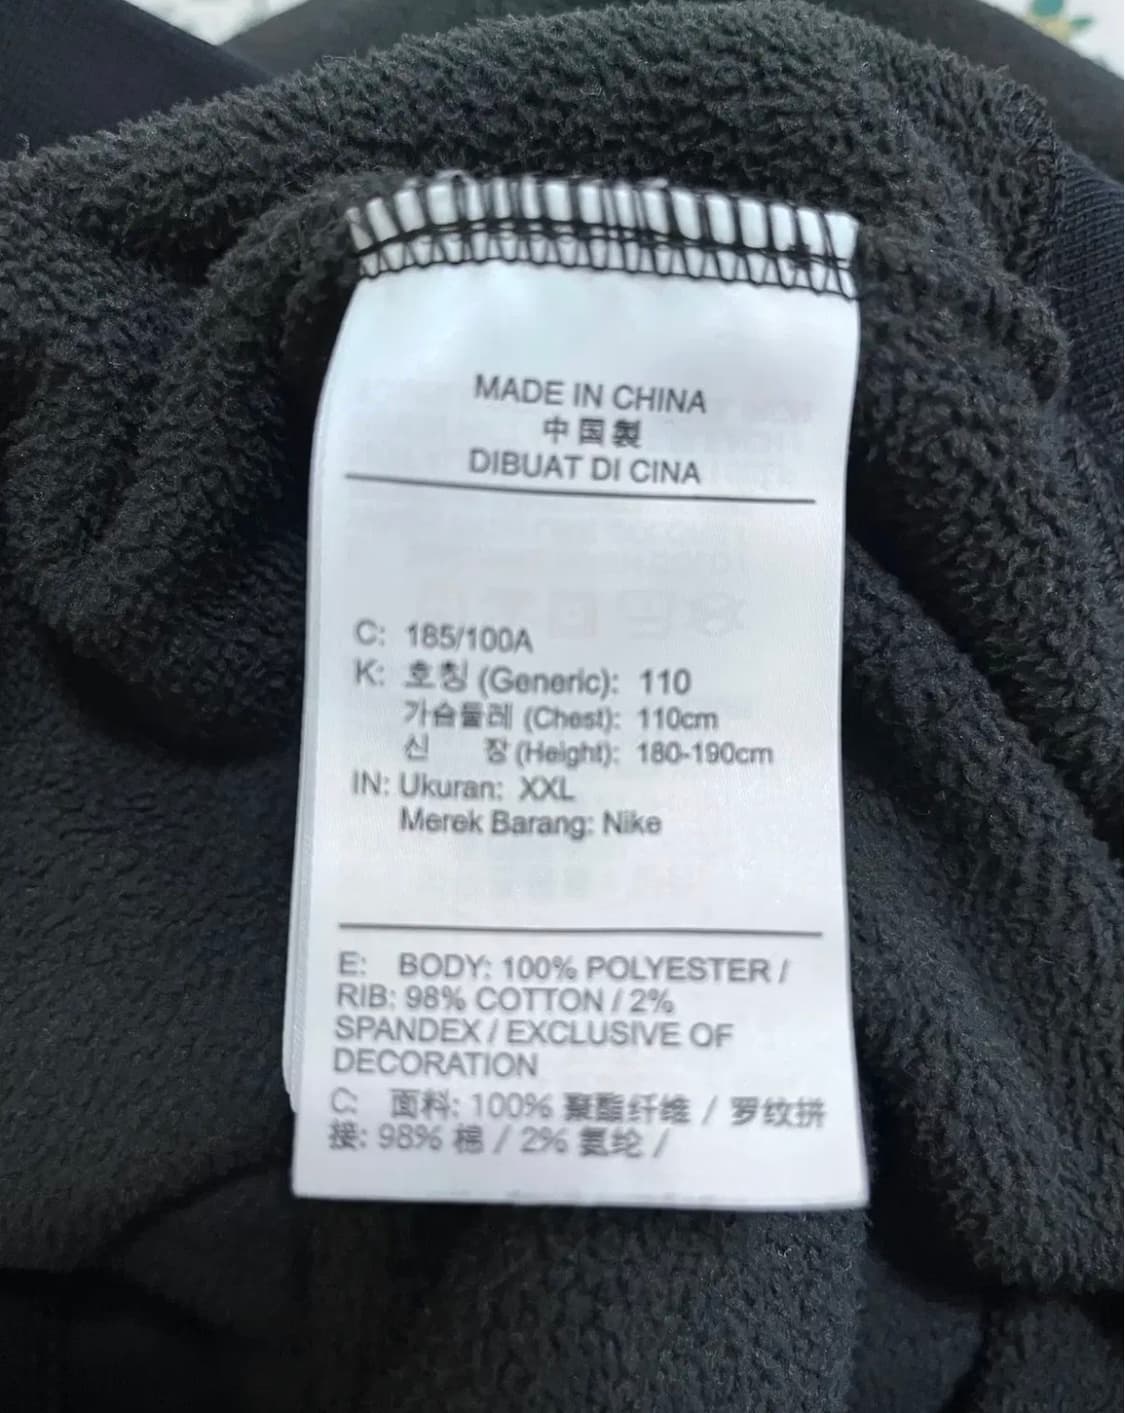 MADE IN CHINA
中国製
DIBUAT DI CINA
C: 185/100A
K: 호칭 (Generic): 110
가슴둘레 (Chest): 110cm
신 장 (Height): 180-190cm
IN: Ukuran: XXL
Merek Barang: Nike
E: BODY: 100% POLYESTER /
RIB: 98% COTTON / 2%
SPANDEX / EXCLUSIVE OF
DECORATION
C: 面料: 100% 聚酯纤维 / 罗纹拼
接: 98% 棉 / 2% 氨纶 /